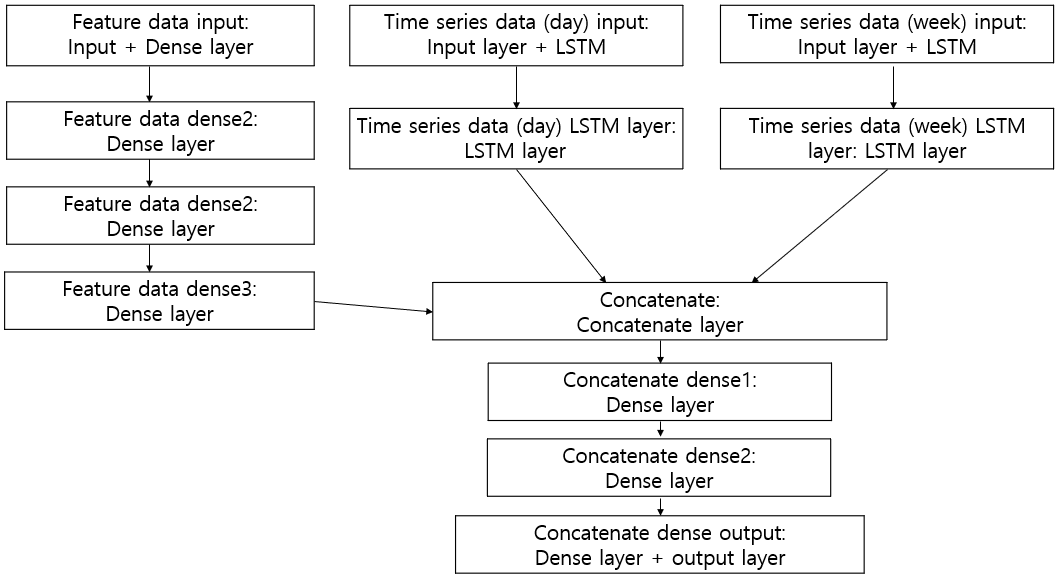 Feature data input:
Input + Dense layer
Feature data dense2:
Dense layer
Feature data dense2:
Dense layer
Feature data dense3:
Dense layer
Time series data (day) input:
Input layer + LSTM
Time series data (day) LSTM layer:
LSTM layer
Time series data (week) input:
Input layer + LSTM
Time series data (week) LSTM
layer: LSTM layer
Concatenate:
Concatenate layer
Concatenate dense1:
Dense layer
Concatenate dense2:
Dense layer
Concatenate dense output:
Dense layer + output layer